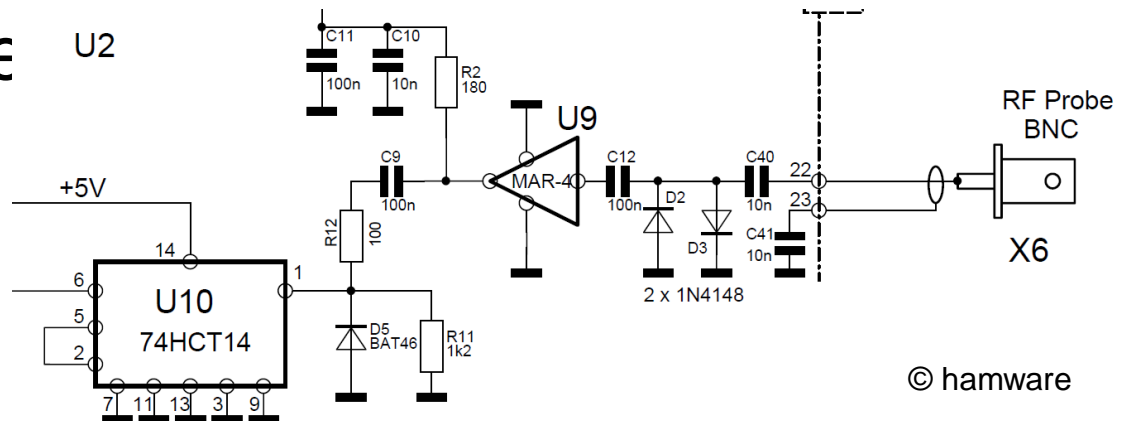 U2
C11
100n
C10
10n
R2
180
U9
RF Probe
BNC
MAR-4
C9
100n
C12
100n
C40
10n
22
23
D2
D3
C41
10n
2 x 1N4148
X6
+5V
R12
100
14
6
5
2
1
U10
74HCT14
D5
BAT46
R11
1k2
7
11
13
3
9
© hamware